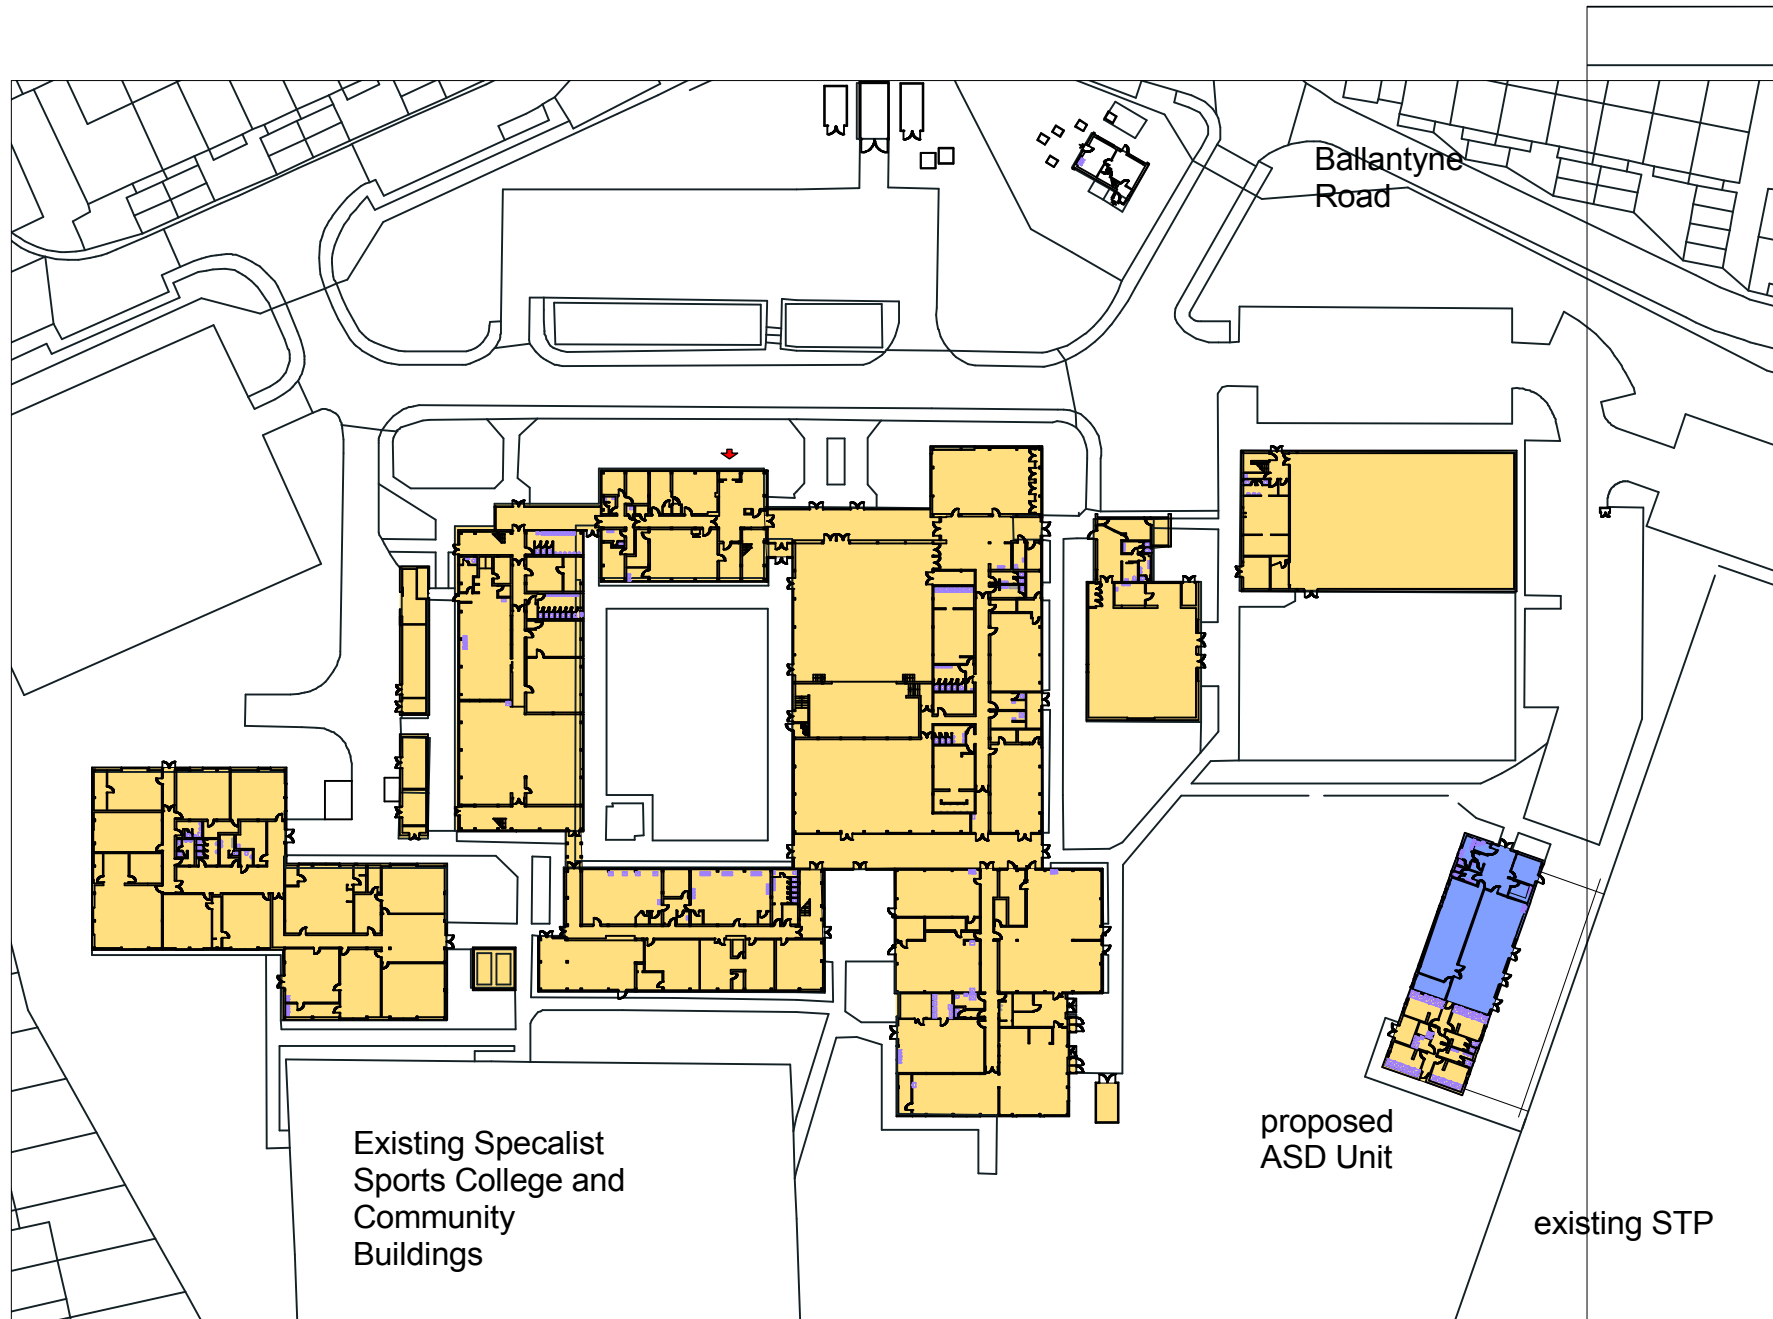 Ballantyne
Road
Existing Specalist
Sports College and
Community
Buildings
proposed
ASD Unit
existing STP